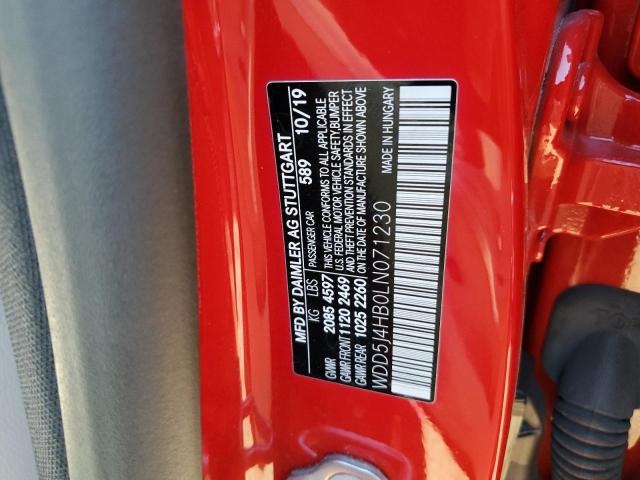 MFD BY DAIMLER AG STUTTGART
589 10/19
KG LBS PASSENGER CAR
GVWR 2085 4597
GAWR FRONT 1120 2469
GAWR REAR 1025 2260
THIS VEHICLE CONFORMS TO ALL APPLICABLE
U.S. FEDERAL MOTOR VEHICLE SAFETY, BUMPER
AND THEFT PREVENTION STANDARDS IN EFFECT
ON THE DATE OF MANUFACTURE SHOWN ABOVE
WDD5J4HB0LN071230
MADE IN HUNGARY